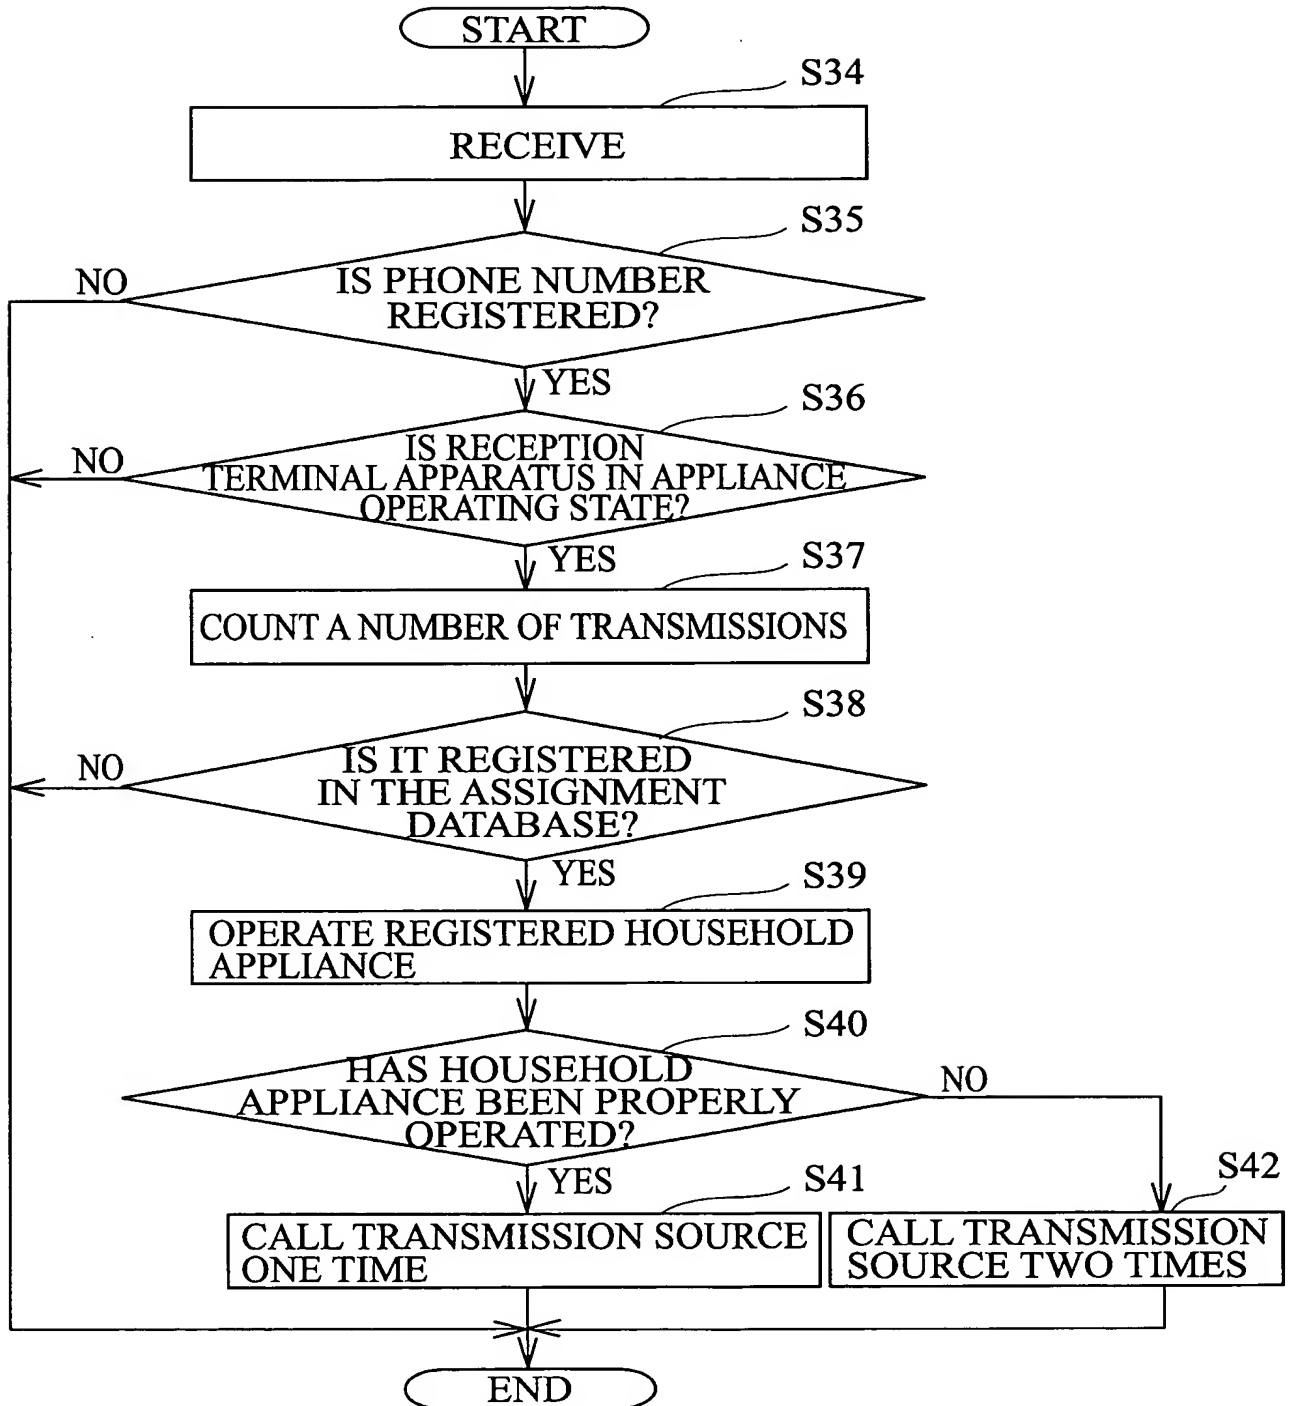 START
S34
RECEIVE
S35
NO
IS PHONE NUMBER
REGISTERED?
YES
S36
NO
IS RECEPTION
TERMINAL APPARATUS IN APPLIANCE
OPERATING STATE?
YES
S37
COUNT A NUMBER OF TRANSMISSIONS
S38
NO
IS IT REGISTERED
IN THE ASSIGNMENT
DATABASE?
YES
S39
OPERATE REGISTERED HOUSEHOLD
APPLIANCE
S40
HAS HOUSEHOLD
APPLIANCE BEEN PROPERLY
OPERATED?
NO
YES
S41
S42
CALL TRANSMISSION SOURCE
ONE TIME
CALL TRANSMISSION
SOURCE TWO TIMES
END